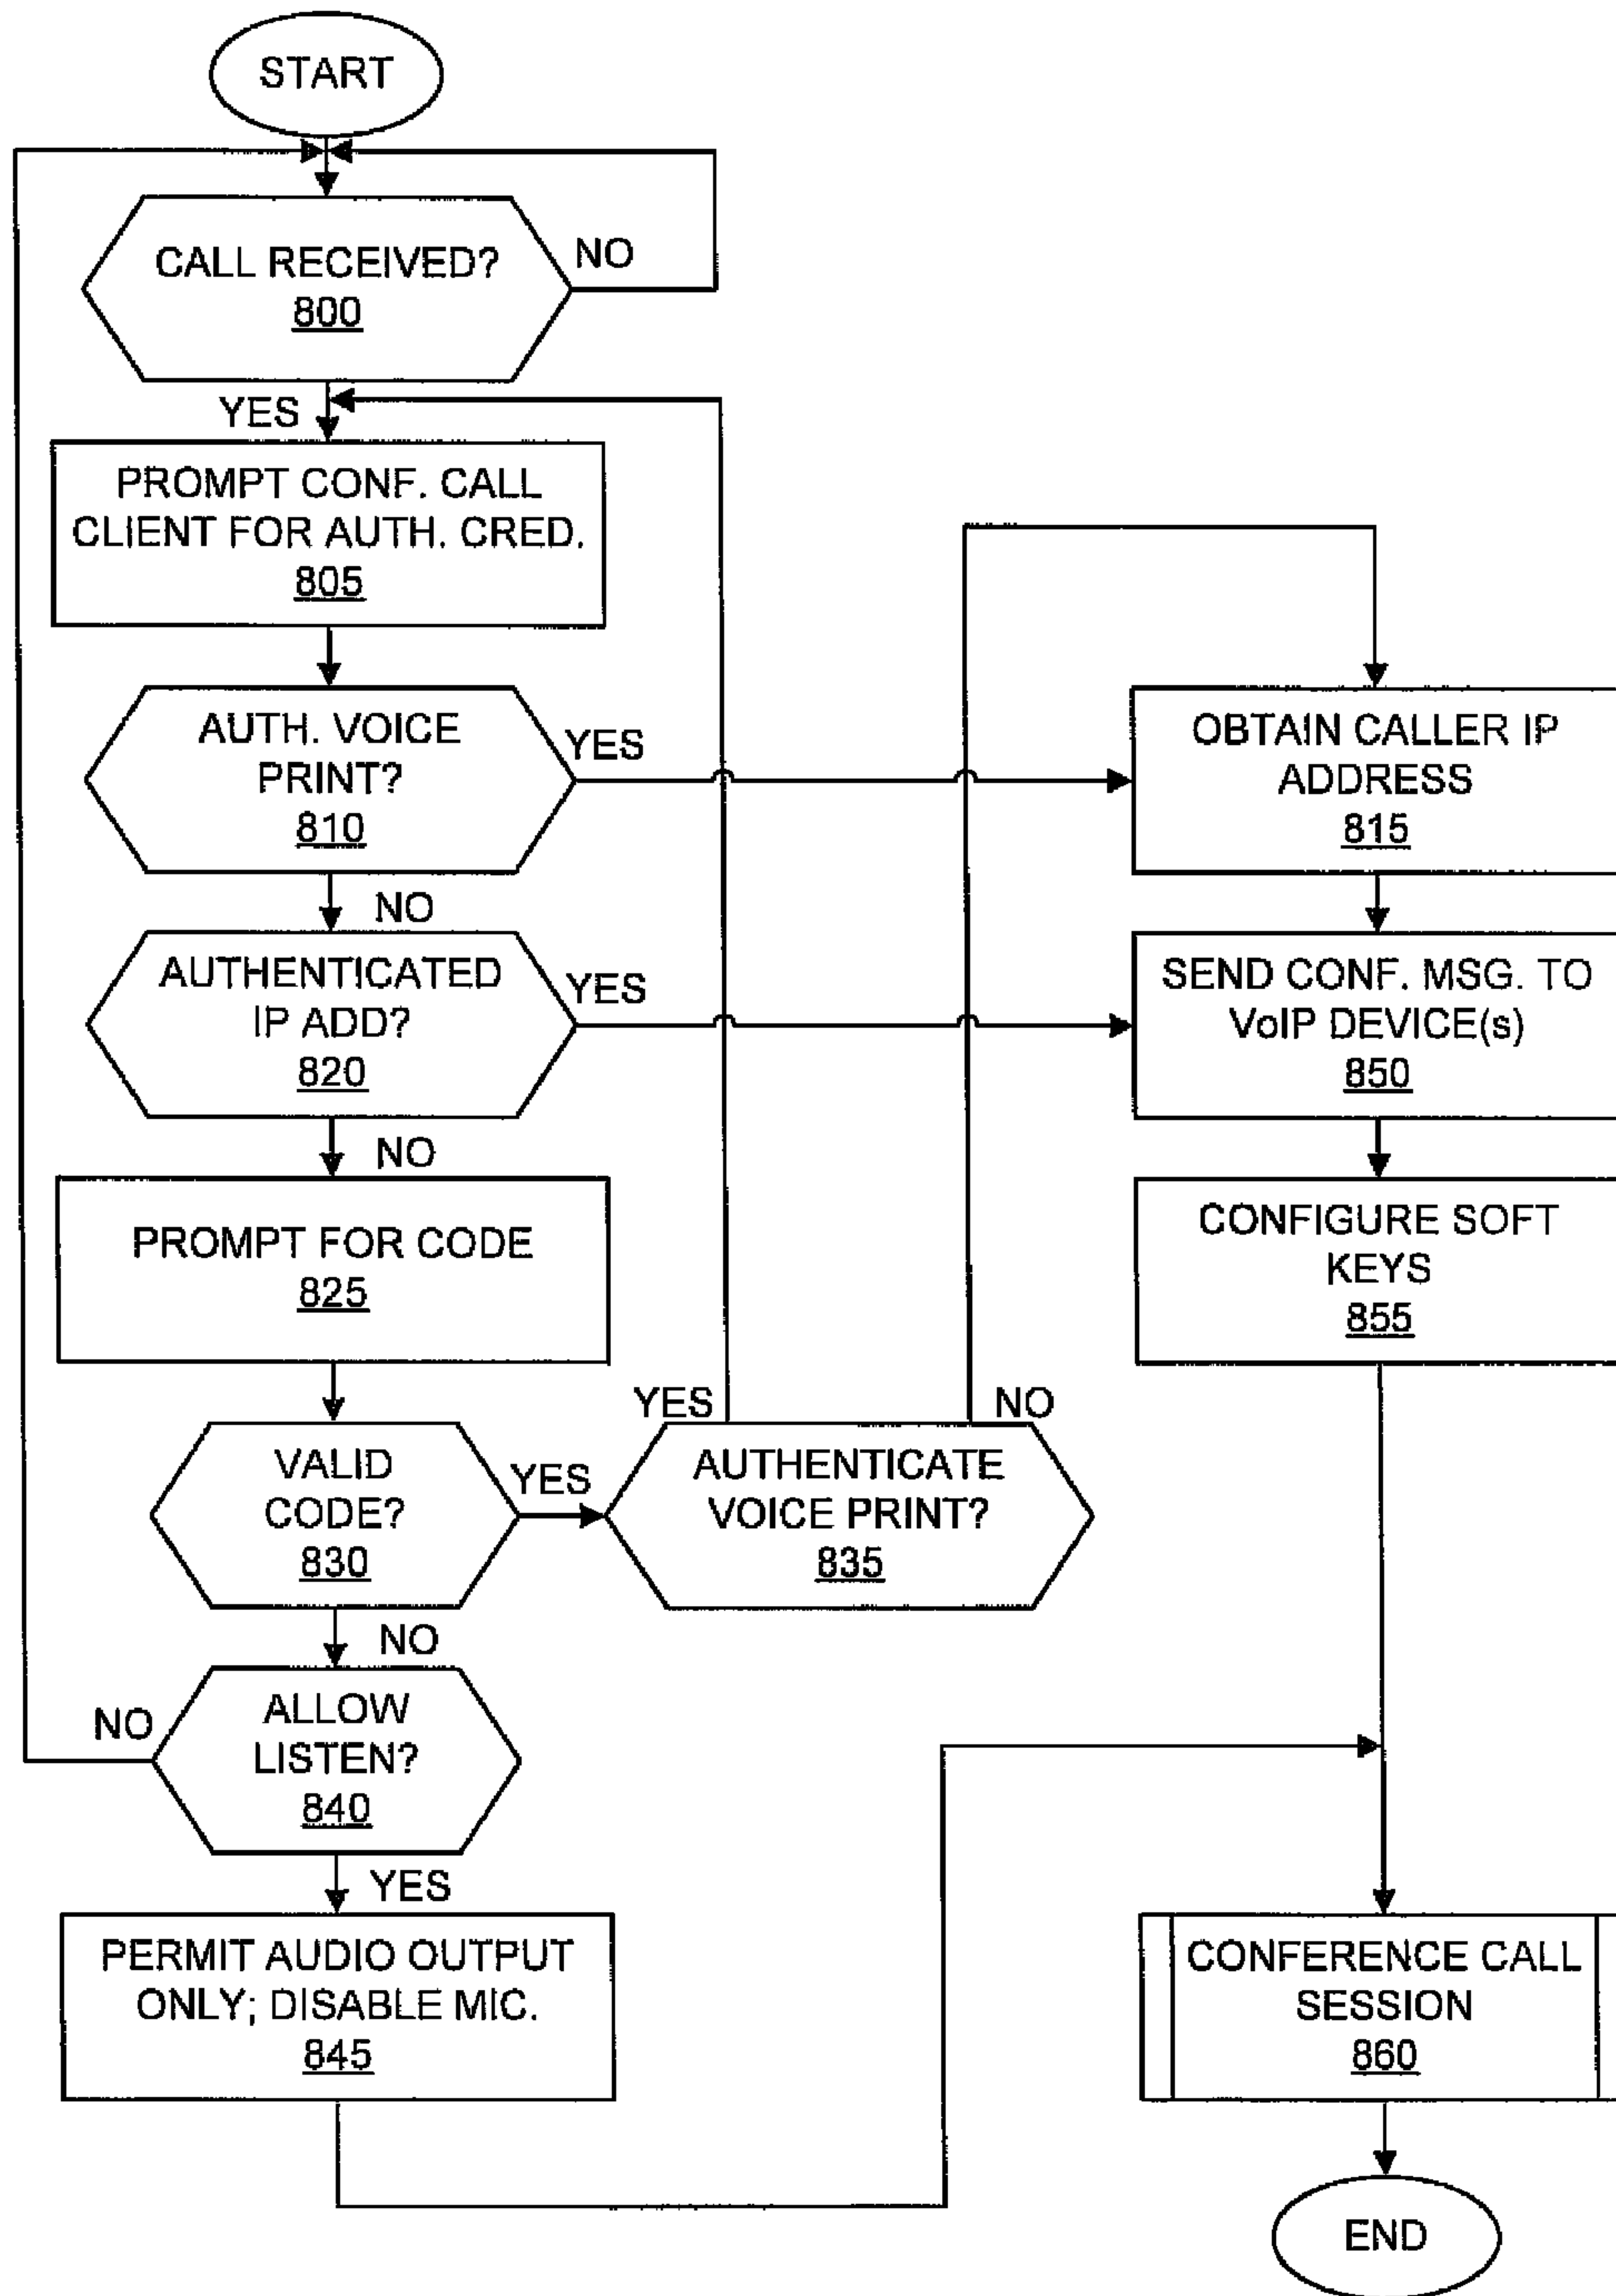 START
CALL RECEIVED?
800
NO
YES
PROMPT CONF. CALL
CLIENT FOR AUTH. CRED.
805
AUTH. VOICE
PRINT?
810
YES
NO
OBTAIN CALLER IP
ADDRESS
815
AUTHENTICATED
IP ADD?
820
YES
NO
SEND CONF. MSG. TO
VoIP DEVICE(s)
850
PROMPT FOR CODE
825
CONFIGURE SOFT
KEYS
855
VALID
CODE?
830
YES
NO
YES
NO
AUTHENTICATE
VOICE PRINT?
835
ALLOW
LISTEN?
840
NO
YES
PERMIT AUDIO OUTPUT
ONLY; DISABLE MIC.
845
CONFERENCE CALL
SESSION
860
END